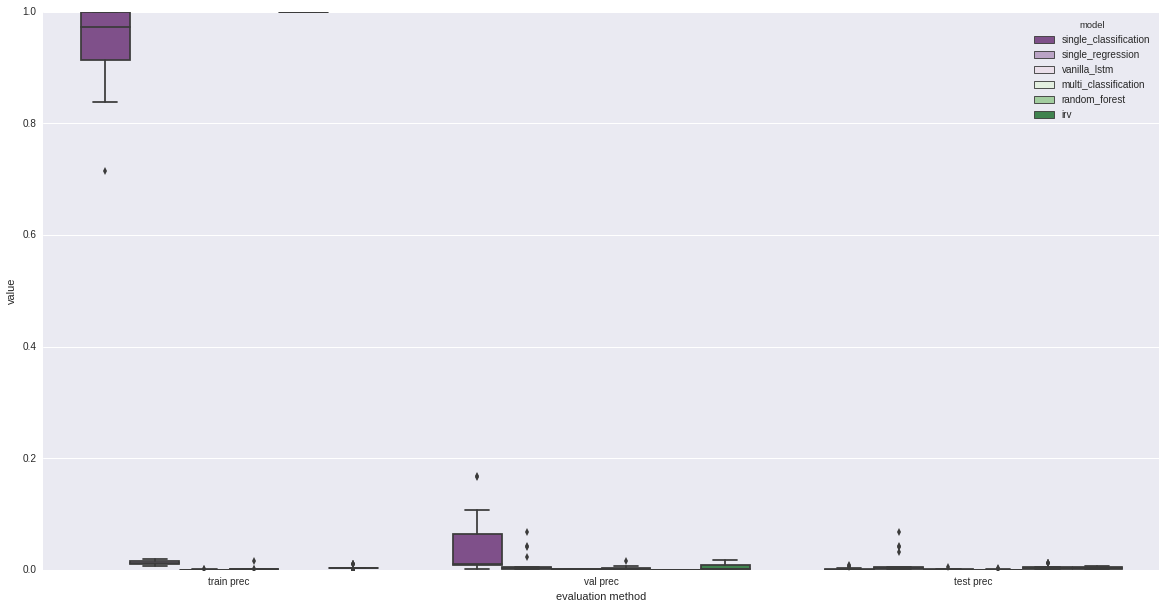 1.0
0.8
0.6
0.4
0.2
0.0
value
model
single_classification
single_regression
vanilla_lstm
multi_classification
random_forest
irv
train prec
val prec
test prec
evaluation method